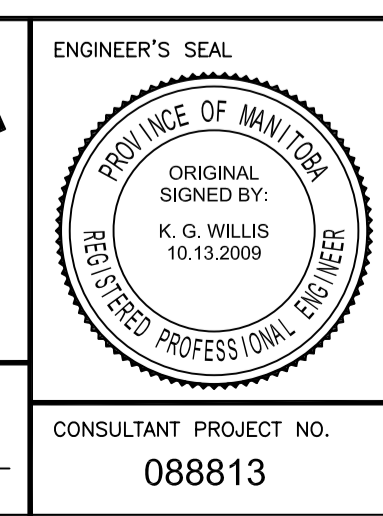 ENGINEER'S SEAL
PROVINCE OF MANITOBA
ORIGINAL
SIGNED BY:
K. G. WILLIS
10.13.2009
REGISTERED PROFESSIONAL ENGINEER
CONSULTANT PROJECT NO.
088813